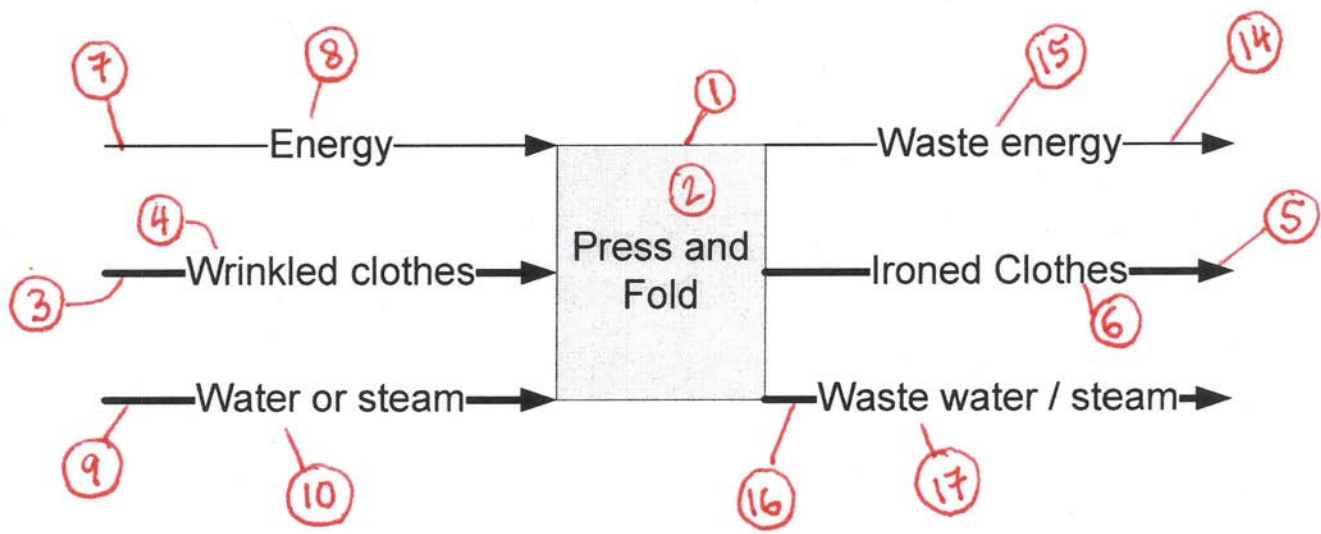 7
8
1
15
14
Energy
Waste energy
2
4
5
Press and
Fold
Wrinkled clothes
Ironed Clothes
3
6
Water or steam
Waste water / steam
9
10
16
17